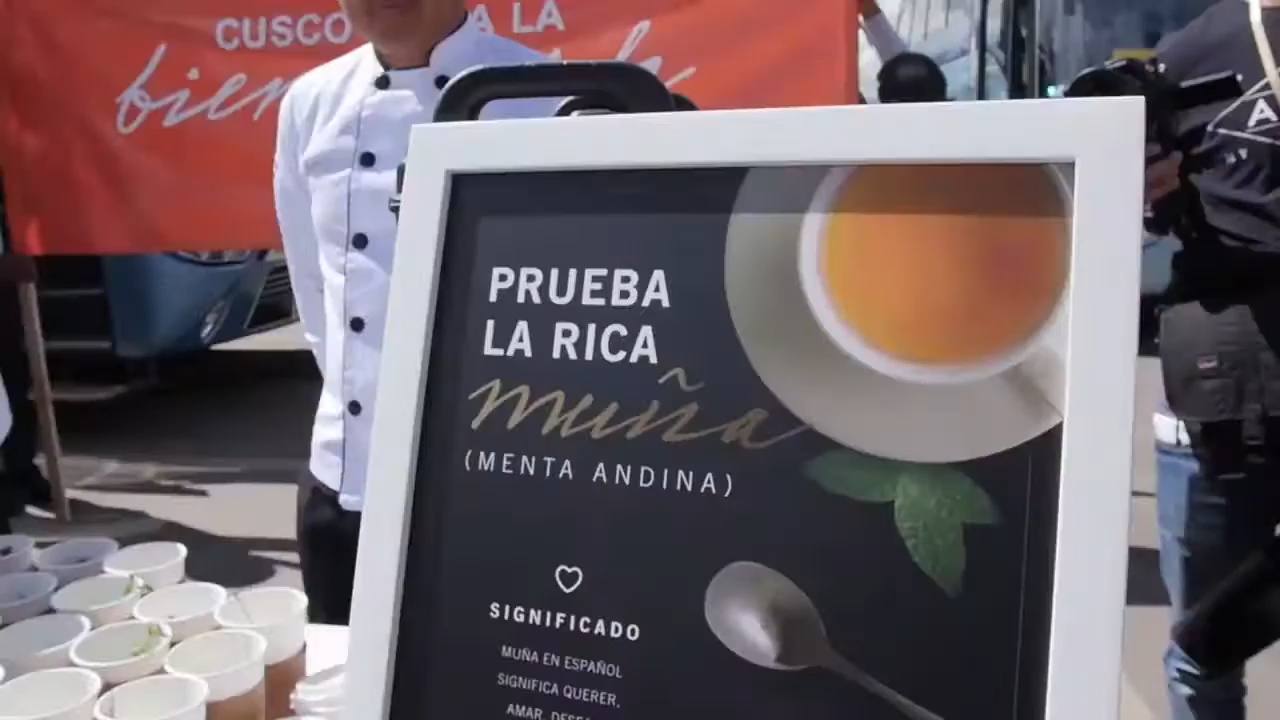 CUSCO A LA
PRUEBA
LA RICA
muña
(MENTA ANDINA)
SIGNIFICADO
MUÑA EN ESPAÑOL
SIGNIFICA QUERER,
AMAR,